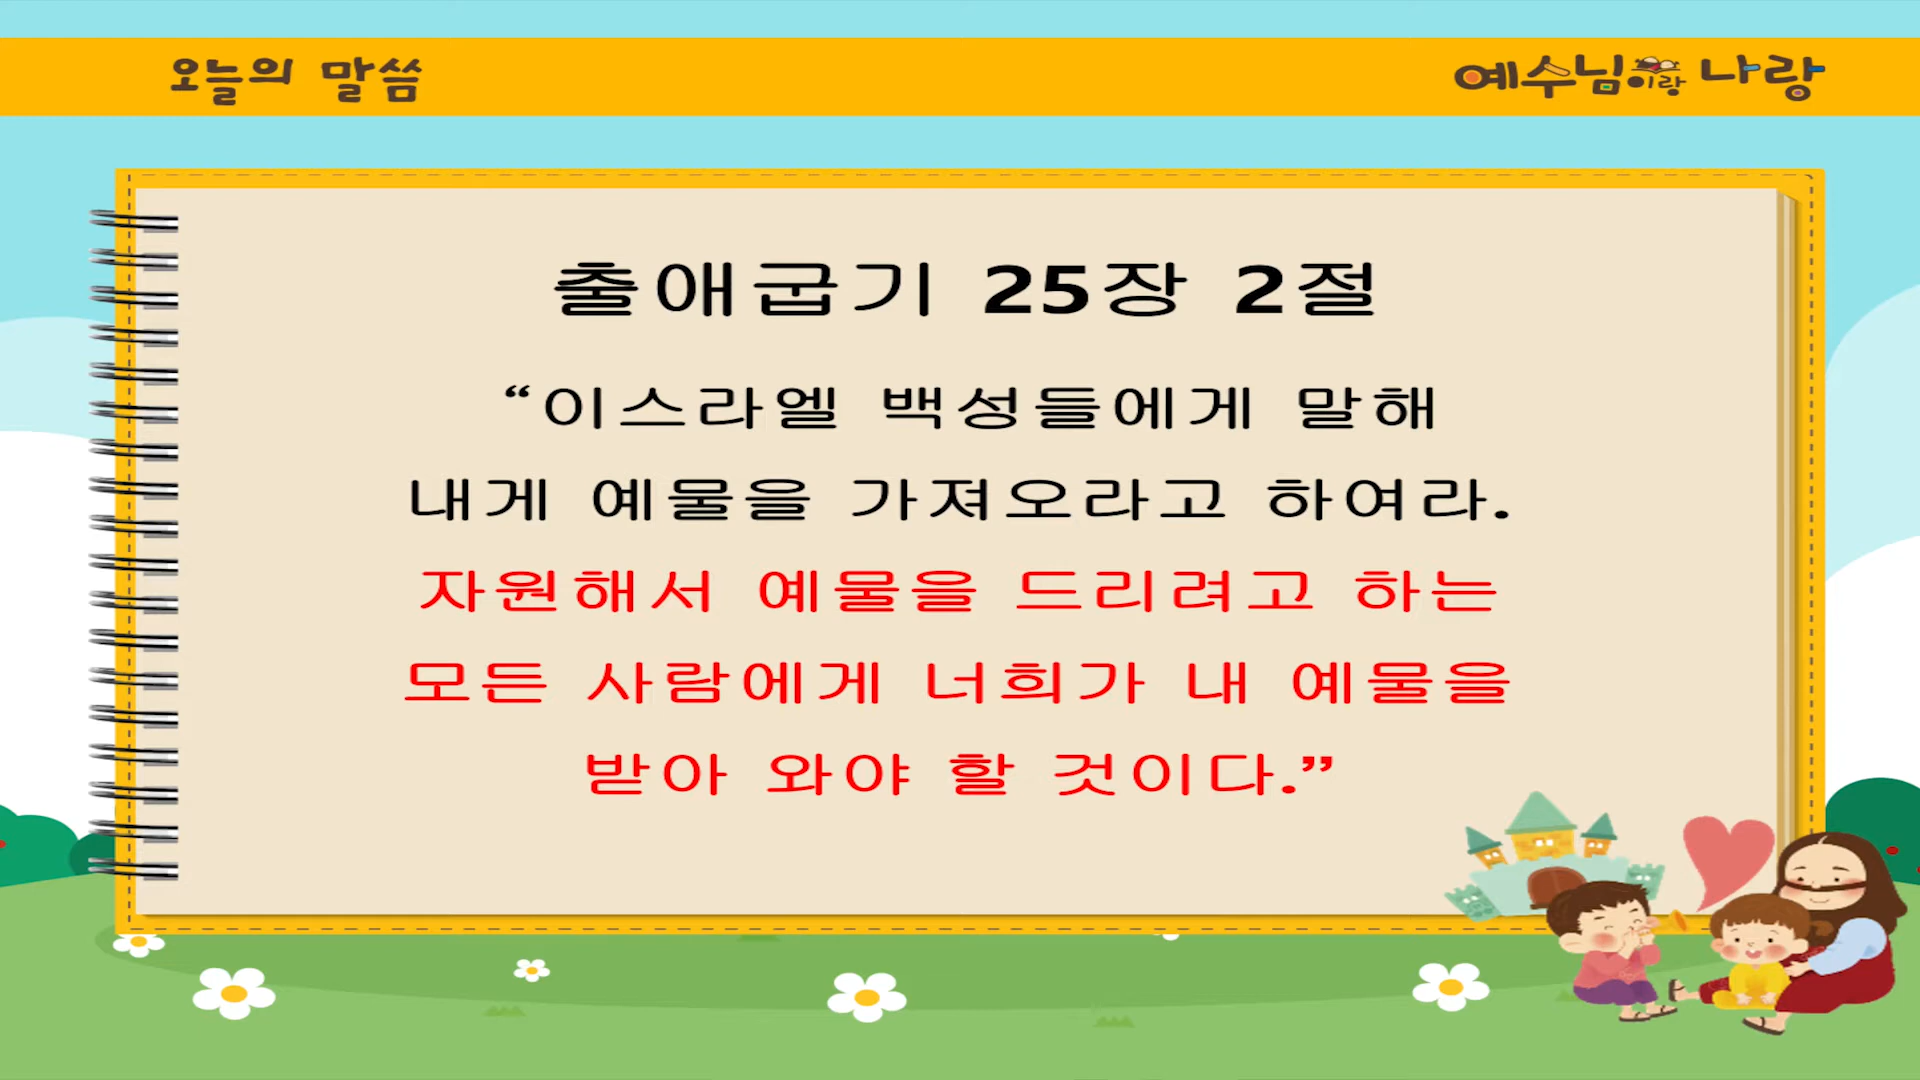 오늘의 말씀
예수님이랑 나랑
출애굽기 25장 2절
“이스라엘 백성들에게 말해
내게 예물을 가져오라고 하여라.
자원해서 예물을 드리려고 하는
모든 사람에게 너희가 내 예물을
받아 와야 할 것이다.”